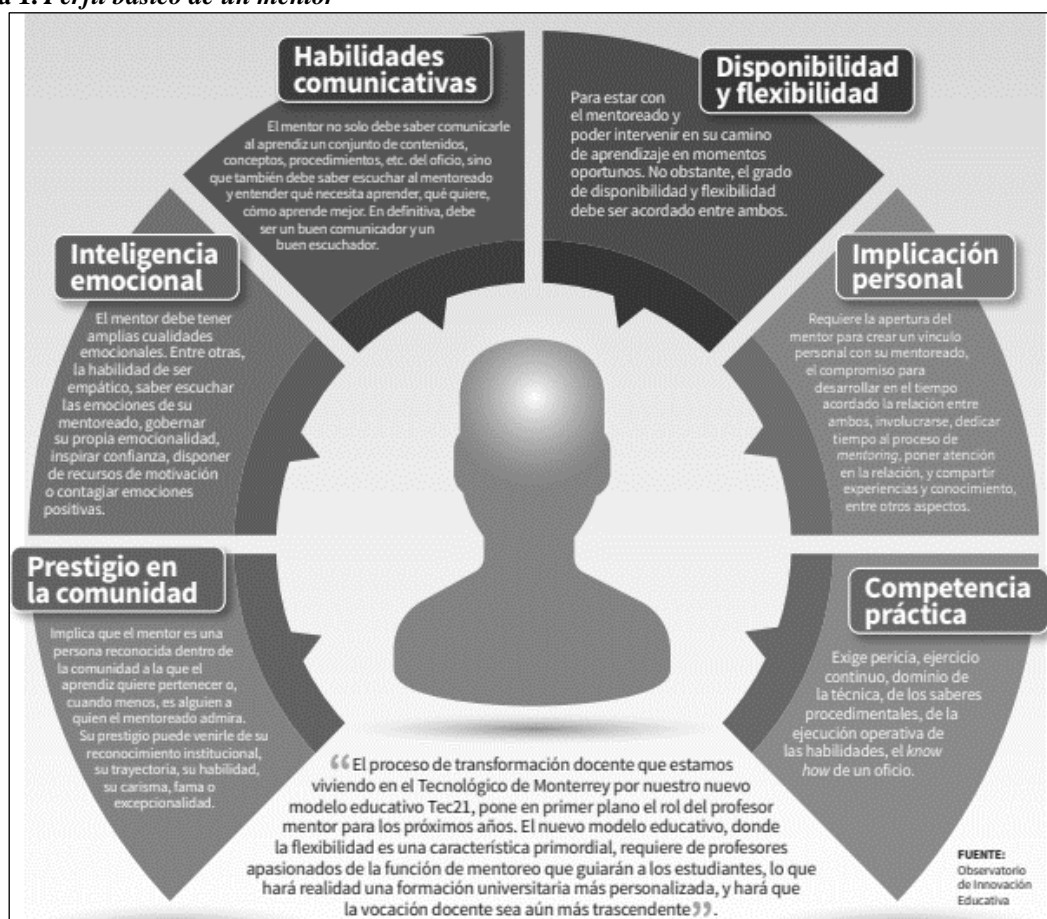 a 1. Perfil básico de un mentor
Habilidades
comunicativas
El mentor no solo debe saber comunicarle
al aprendiz un conjunto de contenidos,
conceptos, procedimientos, etc. del oficio, sino
que también debe saber escuchar al mentoreado
y entender qué necesita aprender, qué quiere,
cómo aprende mejor. En definitiva, debe
ser un buen comunicador y un
buen escuchador.
Disponibilidad
y flexibilidad
Para estar con
el mentoreado y
poder intervenir en su camino
de aprendizaje en momentos
oportunos. No obstante, el grado
de disponibilidad y flexibilidad
debe ser acordado entre ambos.
Inteligencia
emocional
El mentor debe tener
amplias cualidades
emocionales. Entre otras,
la habilidad de ser
empático, saber escuchar
las emociones de su
mentoreado, gobernar
su propia emocionalidad,
inspirar confianza, disponer
de recursos de motivación
o contagiar emociones
positivas.
Implicación
personal
Requiere la apertura del
mentor para crear un vínculo
personal con su mentoreado,
el compromiso para
desarrollar en el tiempo
acordado la relación entre
ambos, involucrarse, dedicar
tiempo al proceso de
mentoring, poner atención
en la relación, y compartir
experiencias y conocimiento,
entre otros aspectos.
Prestigio en
la comunidad
Implica que el mentor es una
persona reconocida dentro de
la comunidad a la que el
aprendiz quiere pertenecer o,
cuando menos, es alguien a
quien el mentoreado admira.
Su prestigio puede venirle de su
reconocimiento institucional,
su trayectoria, su habilidad,
su carisma, fama o
excepcionalidad.
Competencia
práctica
Exige pericia, ejercicio
continuo, dominio de
la técnica, de los saberes
procedimentales, de la
ejecución operativa de
las habilidades, el know
how de un oficio.
“El proceso de transformación docente que estamos
viviendo en el Tecnológico de Monterrey por nuestro nuevo
modelo educativo Tec21, pone en primer plano el rol del profesor
mentor para los próximos años. El nuevo modelo educativo, donde
la flexibilidad es una característica primordial, requiere de profesores
apasionados de la función de mentoreo que guiarán a los estudiantes, lo que
hará realidad una formación universitaria más personalizada, y hará que
la vocación docente sea aún más trascendente”.
FUENTE:
Observatorio
de Innovación
Educativa